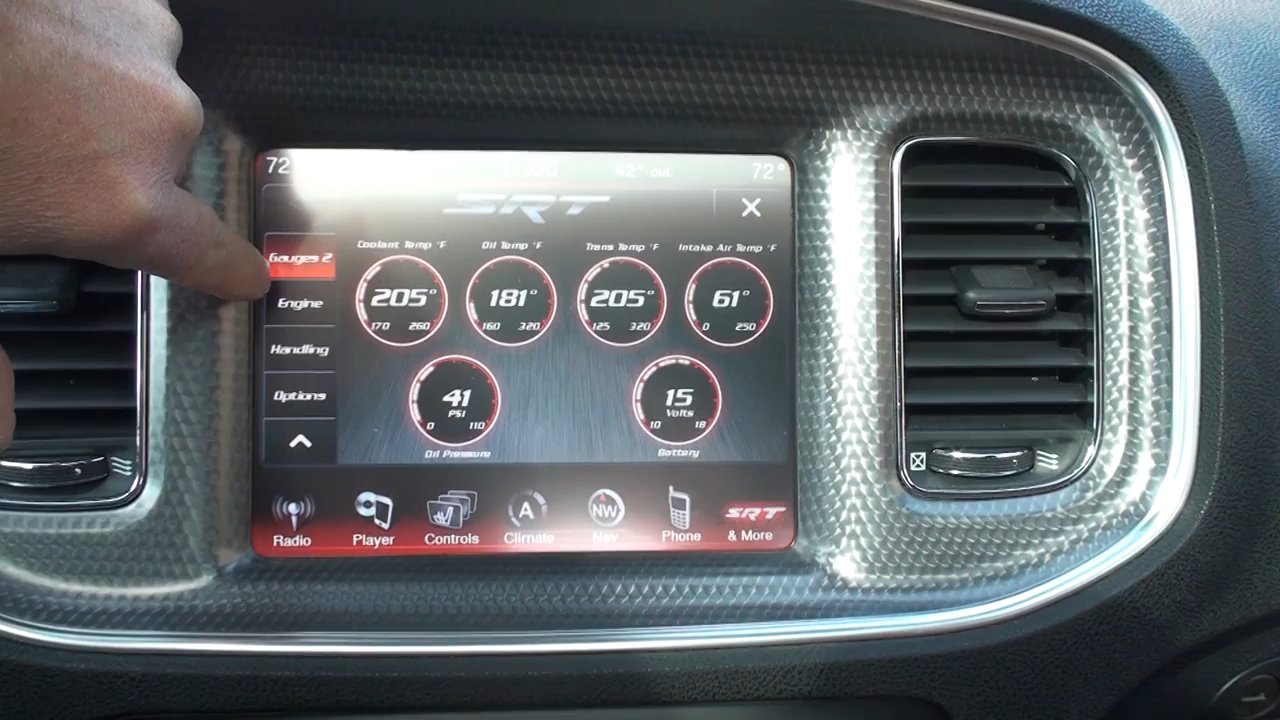 72 11:06 42° out. 72°
SRT X
Coolant Temp °F Oil Temp °F Trans Temp °F Intake Air Temp °F
Gauges 2
205° 181° 205° 61°
170 260 160 320 125 320 0 250
Engine
Handling
Options
41 15
PSI Volts
0 110 10 18
Oil Pressure Battery
A NW SRT
Radio Player Controls Climate Nav Phone & More